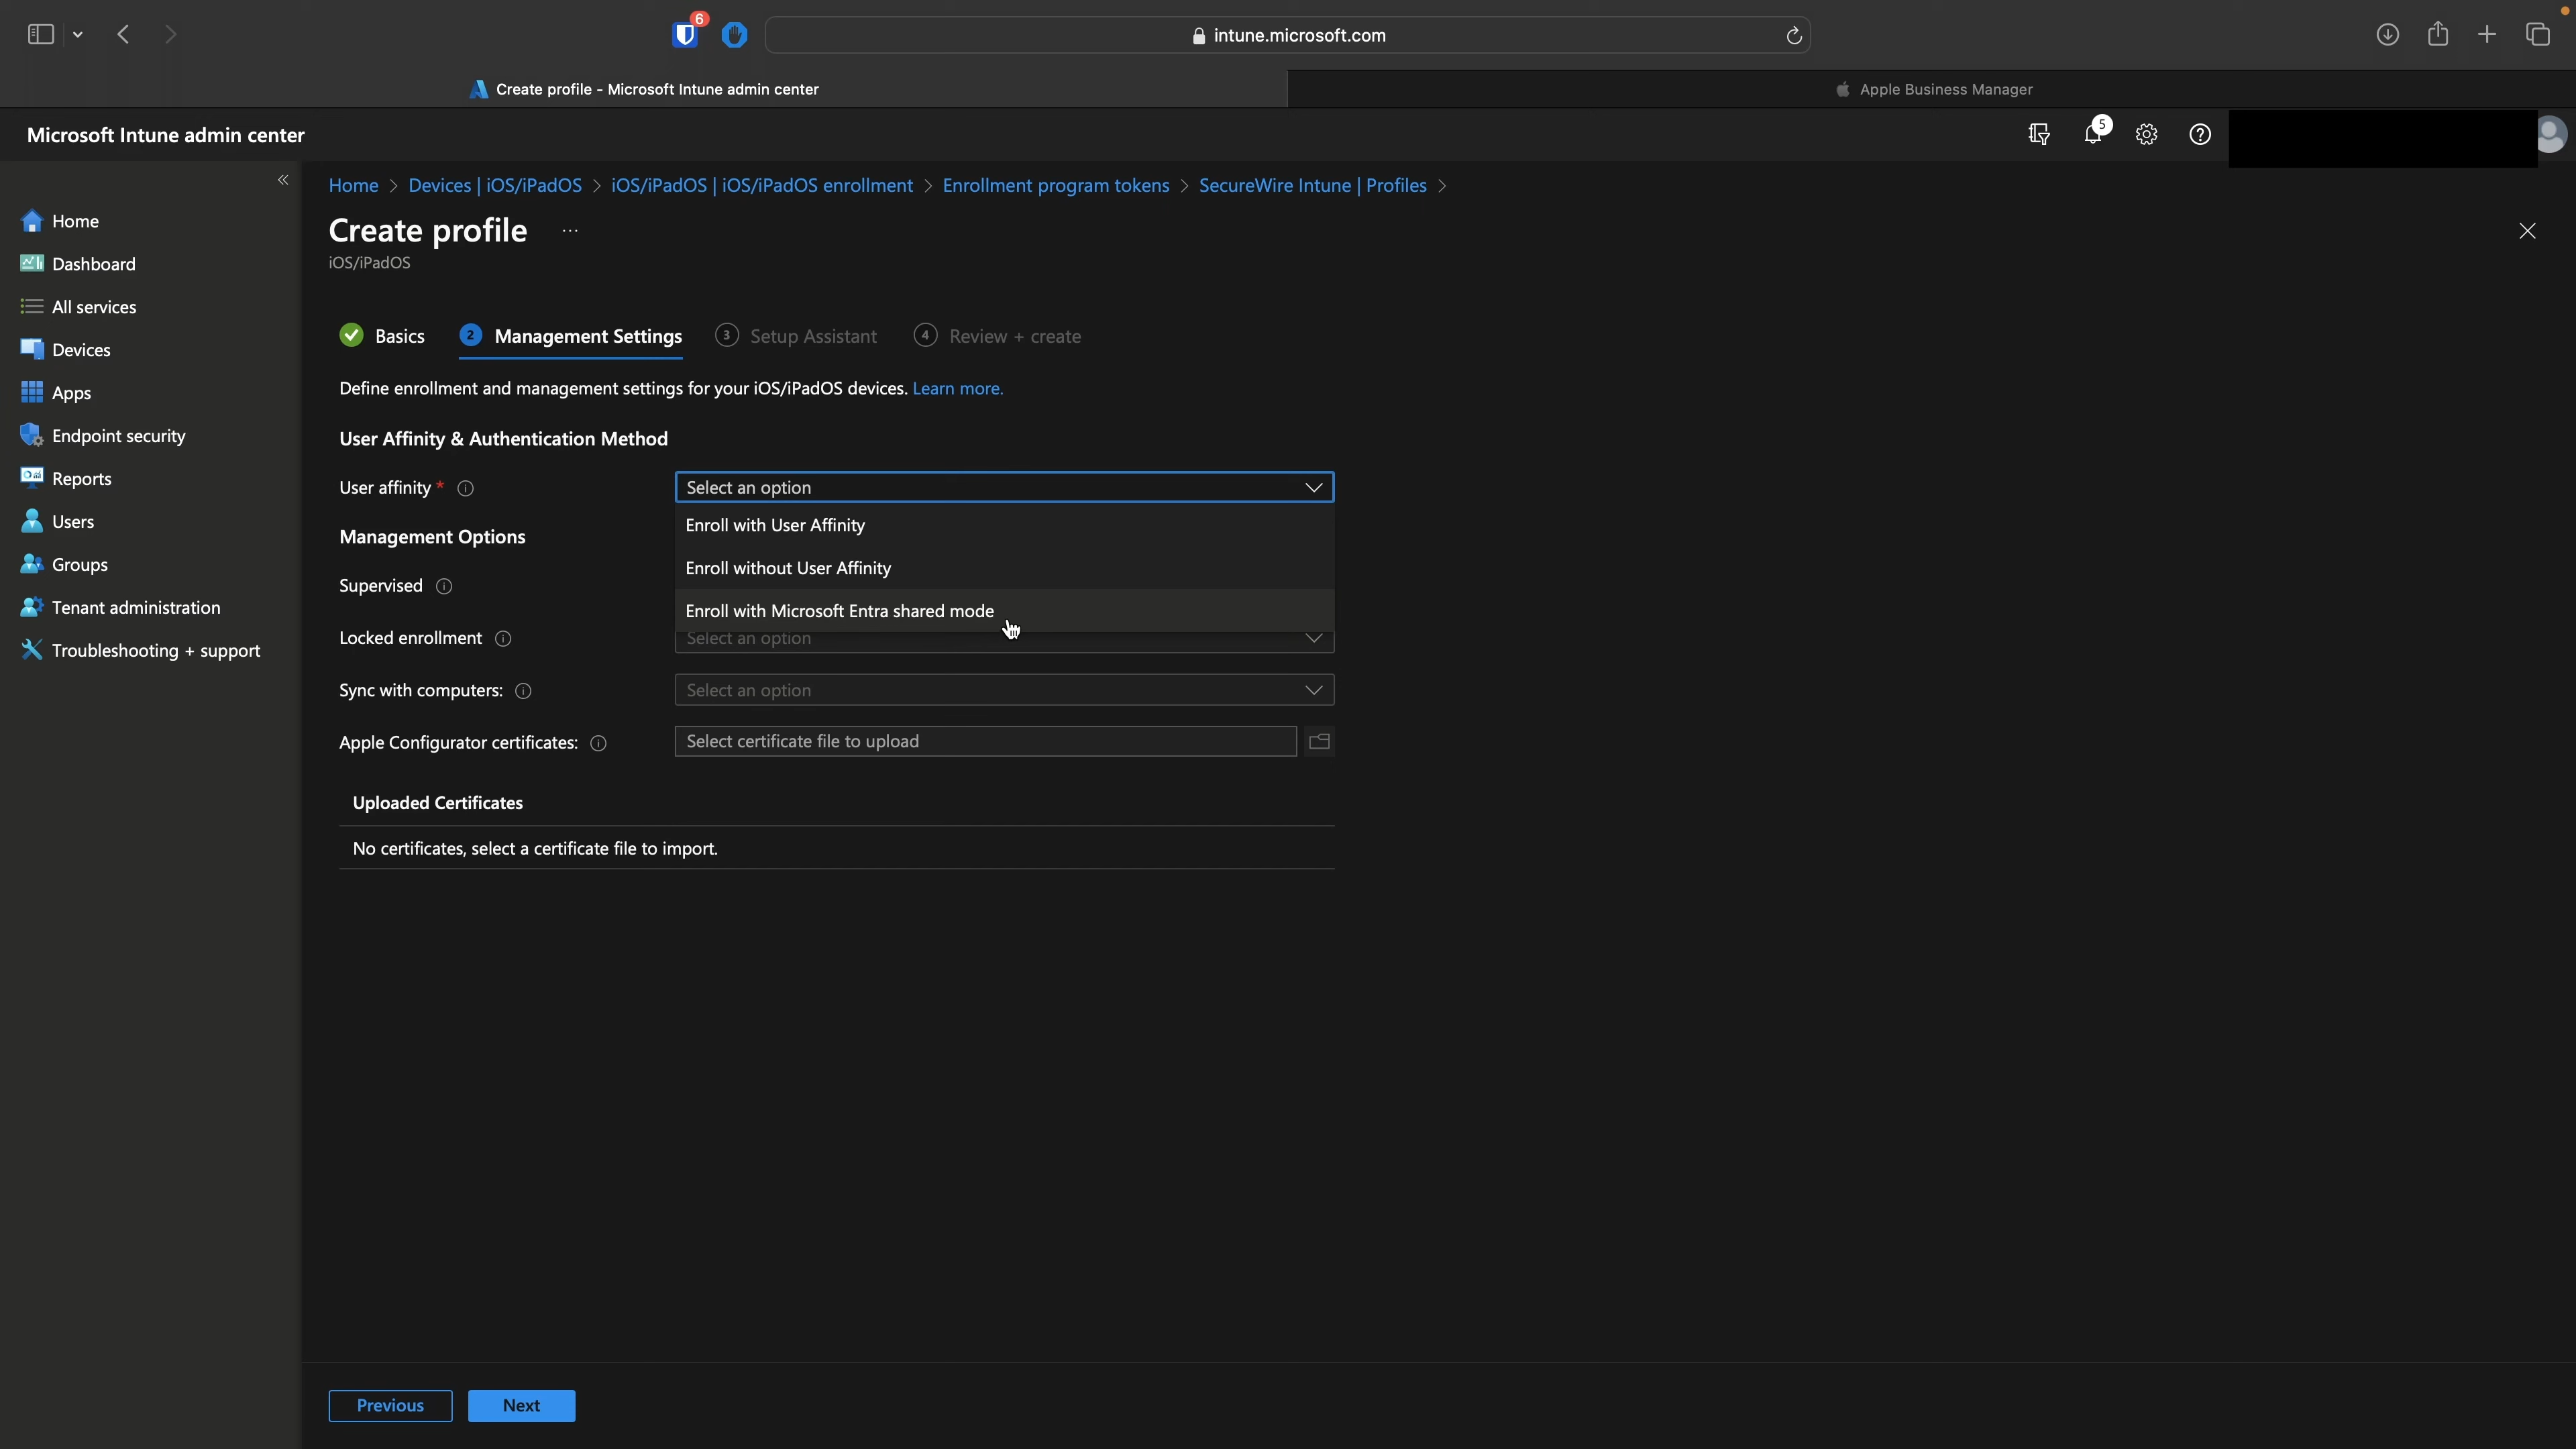 6
intune.microsoft.com
Create profile - Microsoft Intune admin center
Apple Business Manager
Microsoft Intune admin center
5
Home > Devices | iOS/iPadOS > iOS/iPadOS | iOS/iPadOS enrollment > Enrollment program tokens > SecureWire Intune | Profiles >
Create profile ...
iOS/iPadOS
Home
Dashboard
All services
Devices
Apps
Endpoint security
Reports
Users
Groups
Tenant administration
Troubleshooting + support
Basics 2 Management Settings 3 Setup Assistant 4 Review + create
Define enrollment and management settings for your iOS/iPadOS devices. Learn more.
User Affinity & Authentication Method
User affinity * Select an option
Enroll with User Affinity
Management Options
Enroll without User Affinity
Supervised
Enroll with Microsoft Entra shared mode
Locked enrollment Select an option
Sync with computers: Select an option
Apple Configurator certificates: Select certificate file to upload
Uploaded Certificates
No certificates, select a certificate file to import.
Previous Next